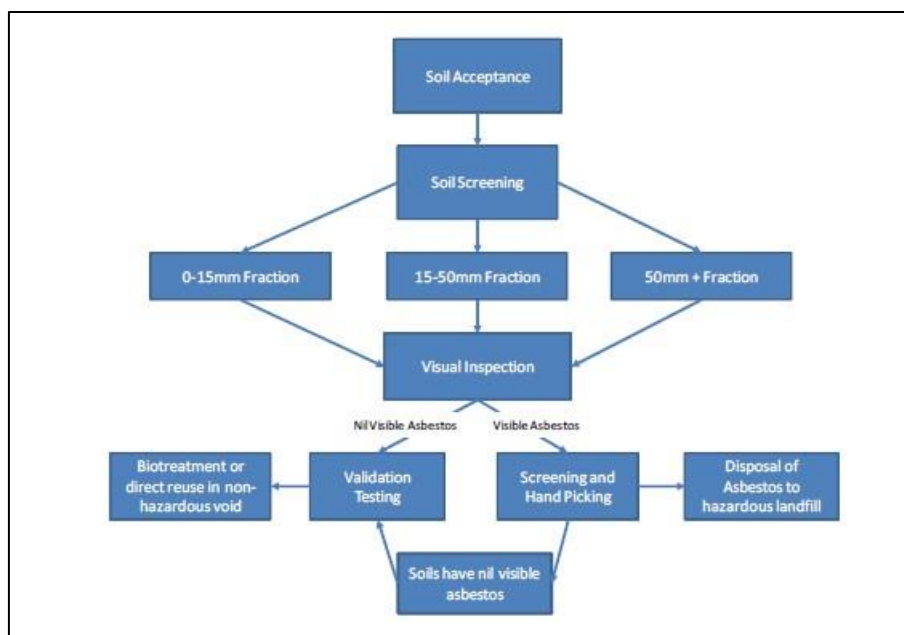 Soil Acceptance
Soil Screening
0-15mm Fraction
15-50mm Fraction
50mm + Fraction
Visual Inspection
Nil Visible Asbestos
Visible Asbestos
Biotreatment or
direct reuse in non-
hazardous void
Validation
Testing
Screening and
Hand Picking
Disposal of
Asbestos to
hazardous landfill
Soils have nil visible
asbestos